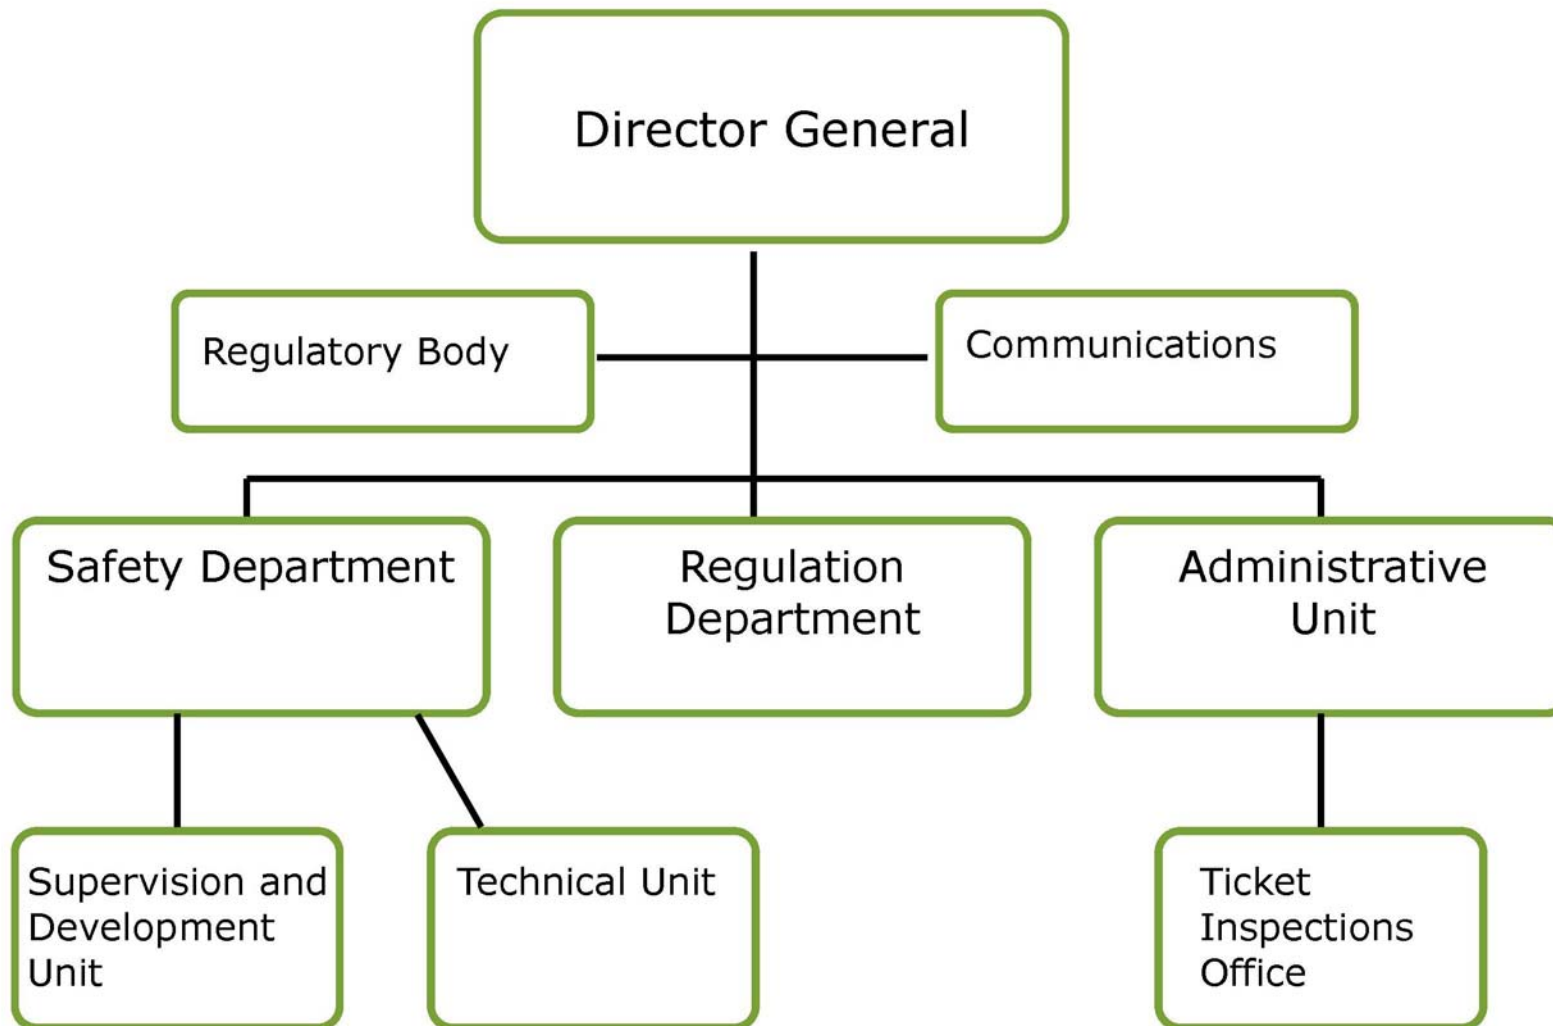 Director General
Regulatory Body
Communications
Safety Department
Regulation
Department
Administrative
Unit
Supervision and
Development
Unit
Technical Unit
Ticket
Inspections
Office